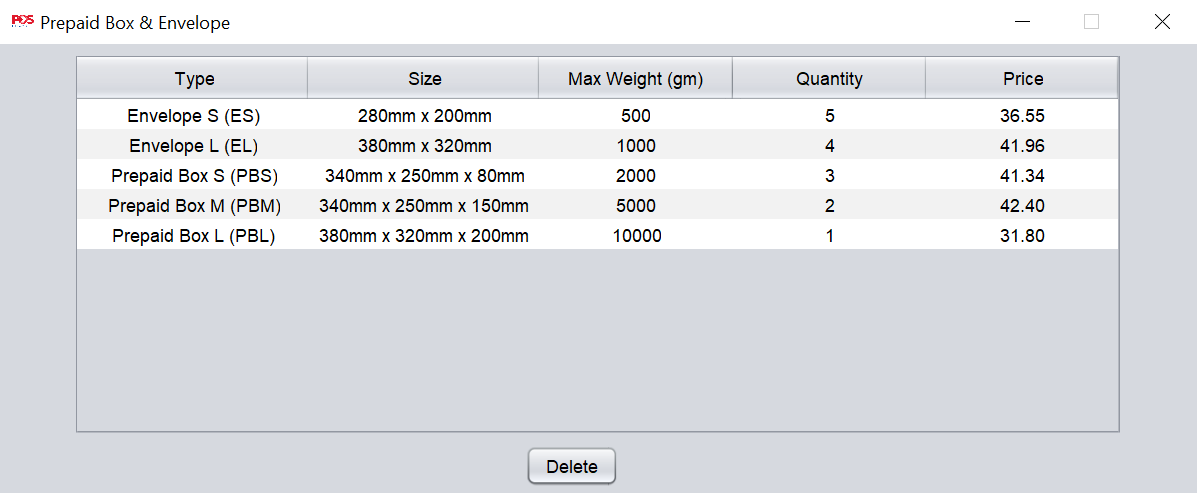 POS Prepaid Box & Envelope
Type Size Max Weight (gm) Quantity Price
Envelope S (ES) 280mm x 200mm 500 5 36.55
Envelope L (EL) 380mm x 320mm 1000 4 41.96
Prepaid Box S (PBS) 340mm x 250mm x 80mm 2000 3 41.34
Prepaid Box M (PBM) 340mm x 250mm x 150mm 5000 2 42.40
Prepaid Box L (PBL) 380mm x 320mm x 200mm 10000 1 31.80
Delete